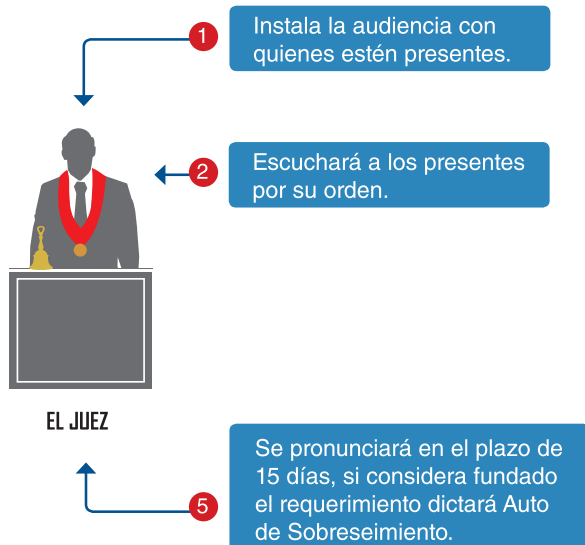 1
Instala la audiencia con
quienes estén presentes.
2
Escuchará a los presentes
por su orden.
EL JUEZ
5
Se pronunciará en el plazo de
15 días, si considera fundado
el requerimiento dictará Auto
de Sobreseimiento.